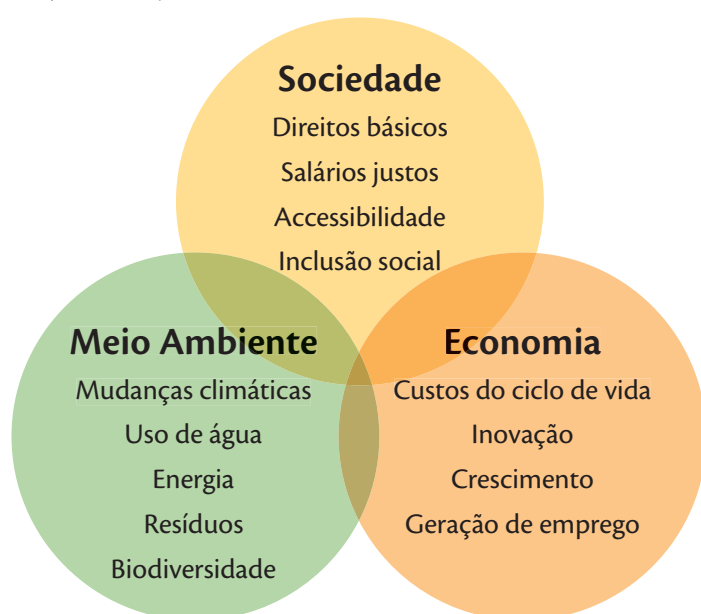 Sociedade
Direitos básicos
Salários justos
Accessibilidade
Inclusão social
Meio Ambiente
Mudanças climáticas
Uso de água
Energia
Resíduos
Biodiversidade
Economia
Custos do ciclo de vida
Inovação
Crescimento
Geração de emprego